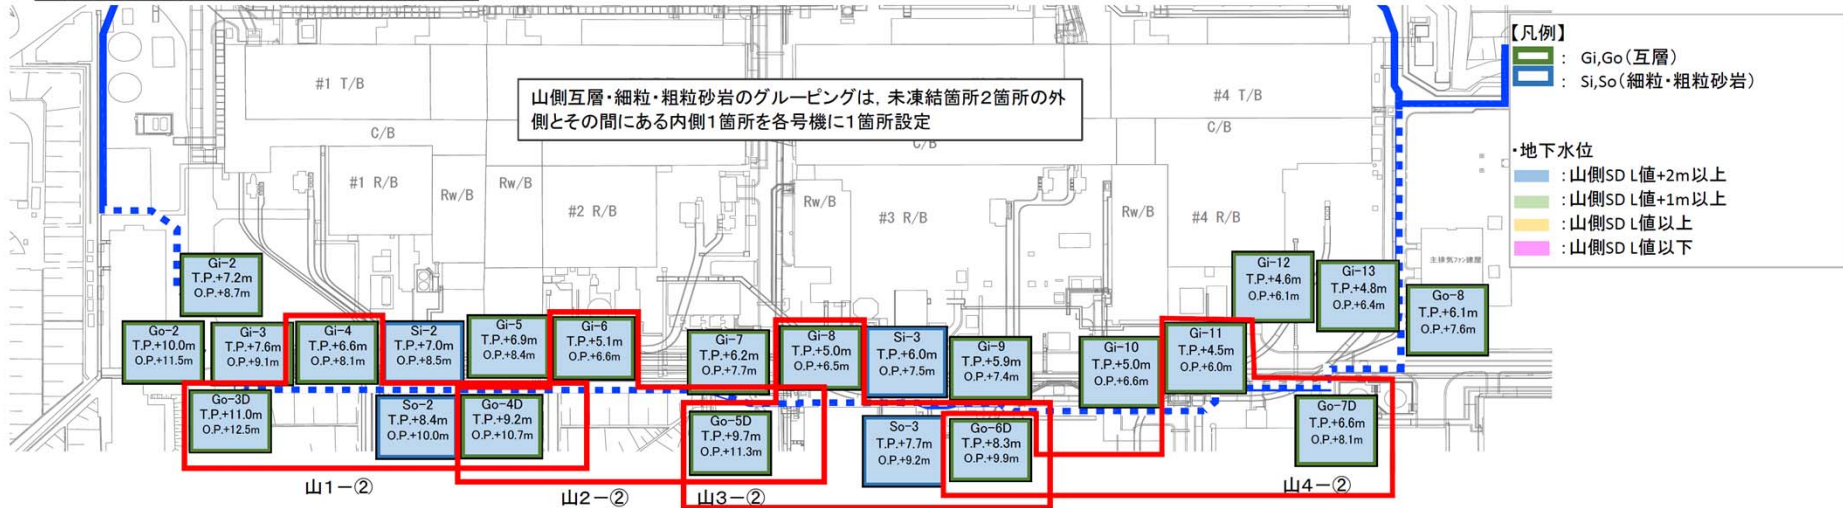 #1 T/B
#4 T/B
山側互層・細粒・粗粒砂岩のグルーピングは，未凍結箇所2箇所の外
側とその間にある内側1箇所を各号機に1箇所設定
C/B
C/B
C/B
#1 R/B
Rw/B
Rw/B
#2 R/B
Rw/B
#3 R/B
Rw/B
#4 R/B
主排気ファン建屋
【凡例】
： Gi,Go（互層）
： Si,So（細粒・粗粒砂岩）
・地下水位
：山側SD L値+2m以上
：山側SD L値+1m以上
：山側SD L値以上
：山側SD L値以下
Gi-2
T.P.+7.2m
O.P.+8.7m
Go-2
T.P.+10.0m
O.P.+11.5m
Gi-3
T.P.+7.6m
O.P.+9.1m
Gi-4
T.P.+6.6m
O.P.+8.1m
Si-2
T.P.+7.0m
O.P.+8.5m
Gi-5
T.P.+6.9m
O.P.+8.4m
Gi-6
T.P.+5.1m
O.P.+6.6m
Gi-7
T.P.+6.2m
O.P.+7.7m
Gi-8
T.P.+5.0m
O.P.+6.5m
Si-3
T.P.+6.0m
O.P.+7.5m
Gi-9
T.P.+5.9m
O.P.+7.4m
Gi-10
T.P.+5.0m
O.P.+6.6m
Gi-11
T.P.+4.5m
O.P.+6.0m
Gi-12
T.P.+4.6m
O.P.+6.1m
Gi-13
T.P.+4.8m
O.P.+6.4m
Go-8
T.P.+6.1m
O.P.+7.6m
Go-3D
T.P.+11.0m
O.P.+12.5m
So-2
T.P.+8.4m
O.P.+10.0m
Go-4D
T.P.+9.2m
O.P.+10.7m
Go-5D
T.P.+9.7m
O.P.+11.3m
So-3
T.P.+7.7m
O.P.+9.2m
Go-6D
T.P.+8.3m
O.P.+9.9m
Go-7D
T.P.+6.6m
O.P.+8.1m
山1－②
山2－②
山3－②
山4－②